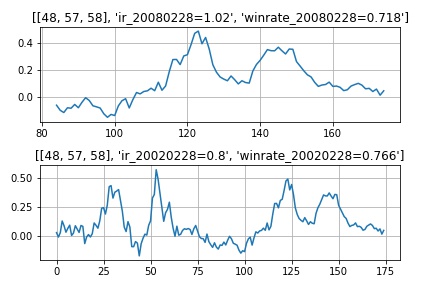 [[48, 57, 58], 'ir_20080228=1.02', 'winrate_20080228=0.718']
0.4
0.2
0.0
80 100 120 140 160
[[48, 57, 58], 'ir_20020228=0.8', 'winrate_20020228=0.766']
0.50
0.25
0.00
0 25 50 75 100 125 150 175